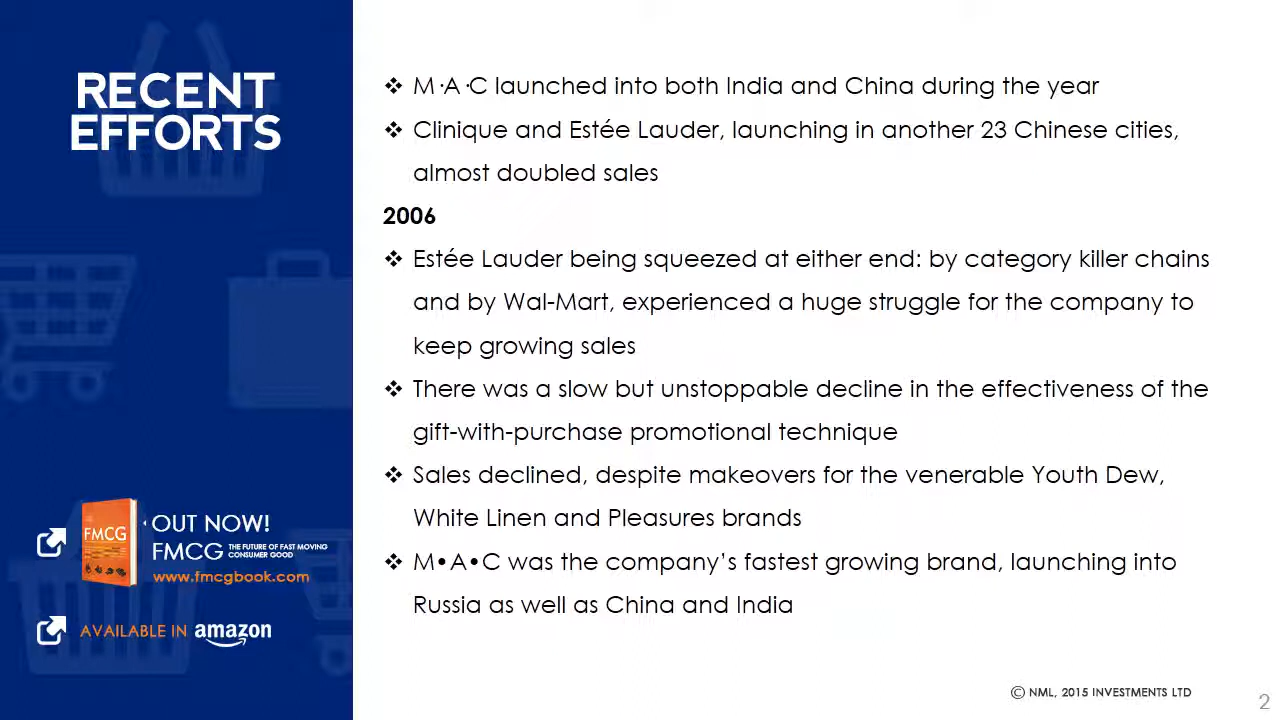 RECENT
EFFORTS
❖ M·A·C launched into both India and China during the year
❖ Clinique and Estée Lauder, launching in another 23 Chinese cities,
almost doubled sales
2006
❖ Estée Lauder being squeezed at either end: by category killer chains
and by Wal-Mart, experienced a huge struggle for the company to
keep growing sales
❖ There was a slow but unstoppable decline in the effectiveness of the
gift-with-purchase promotional technique
❖ Sales declined, despite makeovers for the venerable Youth Dew,
White Linen and Pleasures brands
❖ M•A•C was the company’s fastest growing brand, launching into
Russia as well as China and India
FMCG
OUT NOW!
FMCG THE FUTURE OF FAST MOVING
CONSUMER GOOD
www.fmcgbook.com
AVAILABLE IN amazon
© NML, 2015 INVESTMENTS LTD
2